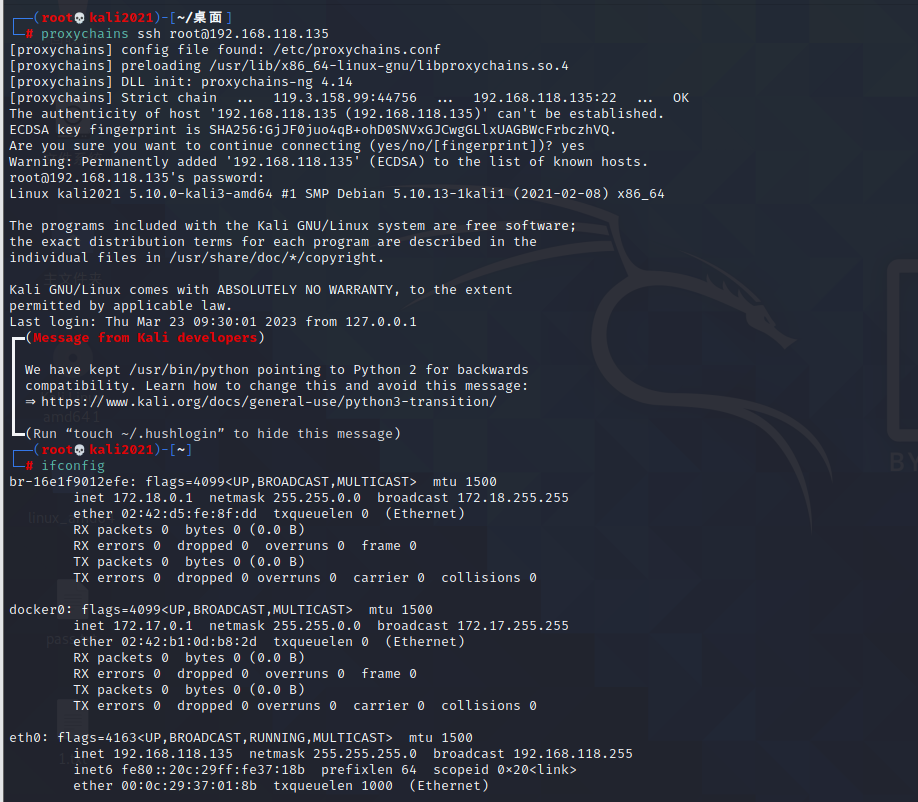 ┌──(root💀kali2021)-[~/桌面]
└─# proxychains ssh root@192.168.118.135
[proxychains] config file found: /etc/proxychains.conf
[proxychains] preloading /usr/lib/x86_64-linux-gnu/libproxychains.so.4
[proxychains] DLL init: proxychains-ng 4.14
[proxychains] Strict chain  ...  119.3.158.99:44756  ...  192.168.118.135:22  ...  OK
The authenticity of host '192.168.118.135 (192.168.118.135)' can't be established.
ECDSA key fingerprint is SHA256:GjJF0juo4qB+ohD0SNVxGJCwgGLlxUAGBWcFrbczhVQ.
Are you sure you want to continue connecting (yes/no/[fingerprint])? yes
Warning: Permanently added '192.168.118.135' (ECDSA) to the list of known hosts.
root@192.168.118.135's password:
Linux kali2021 5.10.0-kali3-amd64 #1 SMP Debian 5.10.13-1kali1 (2021-02-08) x86_64
The programs included with the Kali GNU/Linux system are free software;
the exact distribution terms for each program are described in the
individual files in /usr/share/doc/*/copyright.
Kali GNU/Linux comes with ABSOLUTELY NO WARRANTY, to the extent
permitted by applicable law.
Last login: Thu Mar 23 09:30:01 2023 from 127.0.0.1
┏━(Message from Kali developers)
We have kept /usr/bin/python pointing to Python 2 for backwards
compatibility. Learn how to change this and avoid this message:
⇒ https://www.kali.org/docs/general-use/python3-transition/
┗━(Run “touch ~/.hushlogin” to hide this message)
┌──(root💀kali2021)-[~]
└─# ifconfig
br-16e1f9012efe: flags=4099<UP,BROADCAST,MULTICAST>  mtu 1500
inet 172.18.0.1  netmask 255.255.0.0  broadcast 172.18.255.255
ether 02:42:d5:fe:8f:dd  txqueuelen 0  (Ethernet)
RX packets 0  bytes 0 (0.0 B)
RX errors 0  dropped 0  overruns 0  frame 0
TX packets 0  bytes 0 (0.0 B)
TX errors 0  dropped 0 overruns 0  carrier 0  collisions 0
docker0: flags=4099<UP,BROADCAST,MULTICAST>  mtu 1500
inet 172.17.0.1  netmask 255.255.0.0  broadcast 172.17.255.255
ether 02:42:b1:0d:b8:2d  txqueuelen 0  (Ethernet)
RX packets 0  bytes 0 (0.0 B)
RX errors 0  dropped 0  overruns 0  frame 0
TX packets 0  bytes 0 (0.0 B)
TX errors 0  dropped 0 overruns 0  carrier 0  collisions 0
eth0: flags=4163<UP,BROADCAST,RUNNING,MULTICAST>  mtu 1500
inet 192.168.118.135  netmask 255.255.255.0  broadcast 192.168.118.255
inet6 fe80::20c:29ff:fe37:18b  prefixlen 64  scopeid 0×20<link>
ether 00:0c:29:37:01:8b  txqueuelen 1000  (Ethernet)